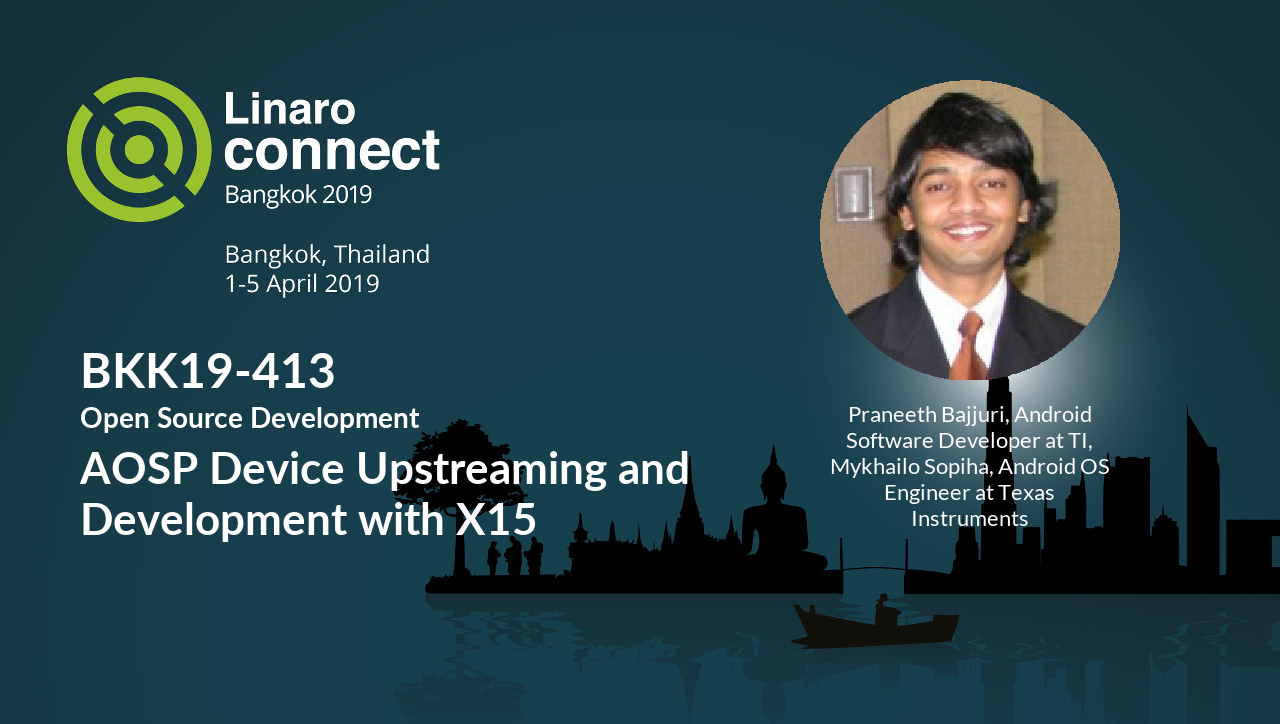 Linaro
connect
Bangkok 2019
Bangkok, Thailand
1-5 April 2019
BKK19-413
Open Source Development
AOSP Device Upstreaming and
Development with X15
Praneeth Bajjuri, Android
Software Developer at TI,
Mykhailo Sopiha, Android OS
Engineer at Texas
Instruments